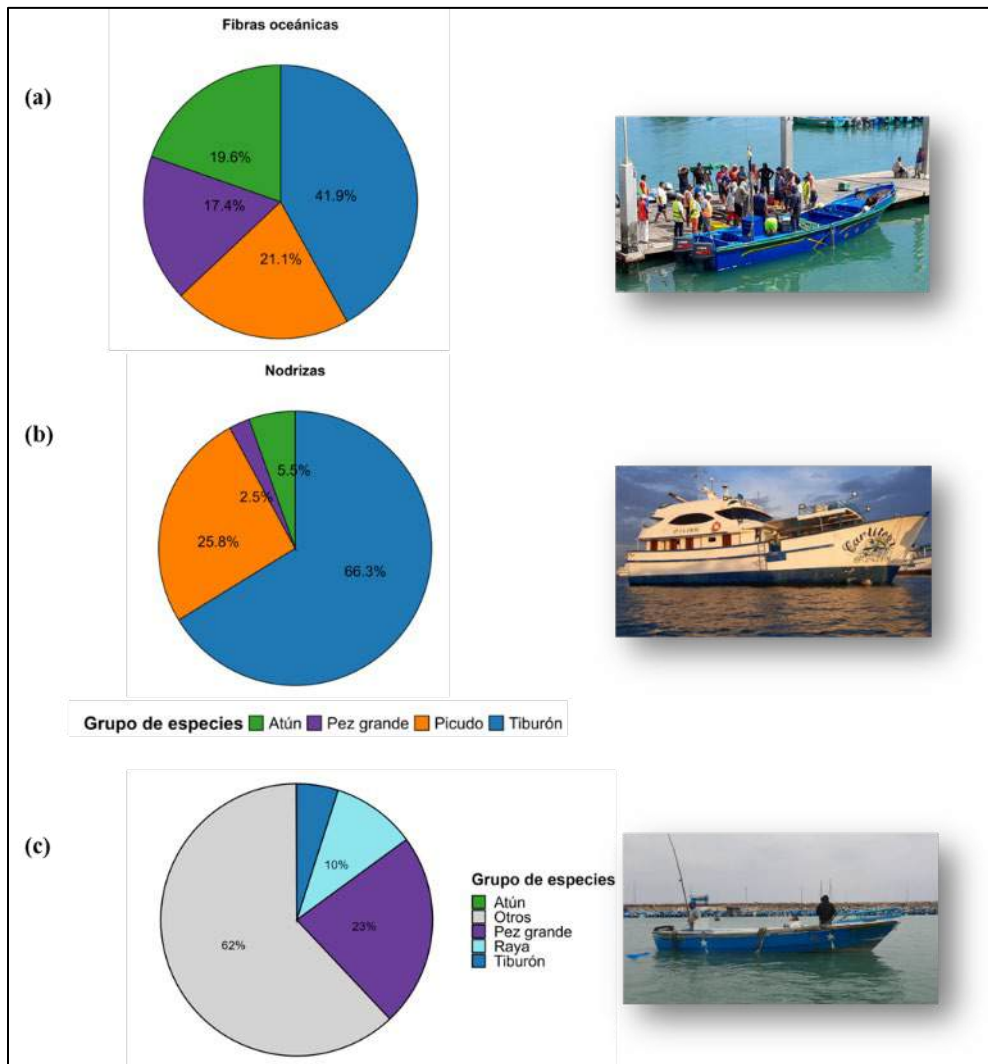 Fibras oceánicas
(a)
19.6%
41.9%
17.4%
21.1%
Nodrizas
(b)
5.5%
2.5%
25.8%
66.3%
Grupo de especies Atún Pez grande Picudo Tiburón
(c)
10%
23%
62%
Grupo de especies
Atún
Otros
Pez grande
Raya
Tiburón